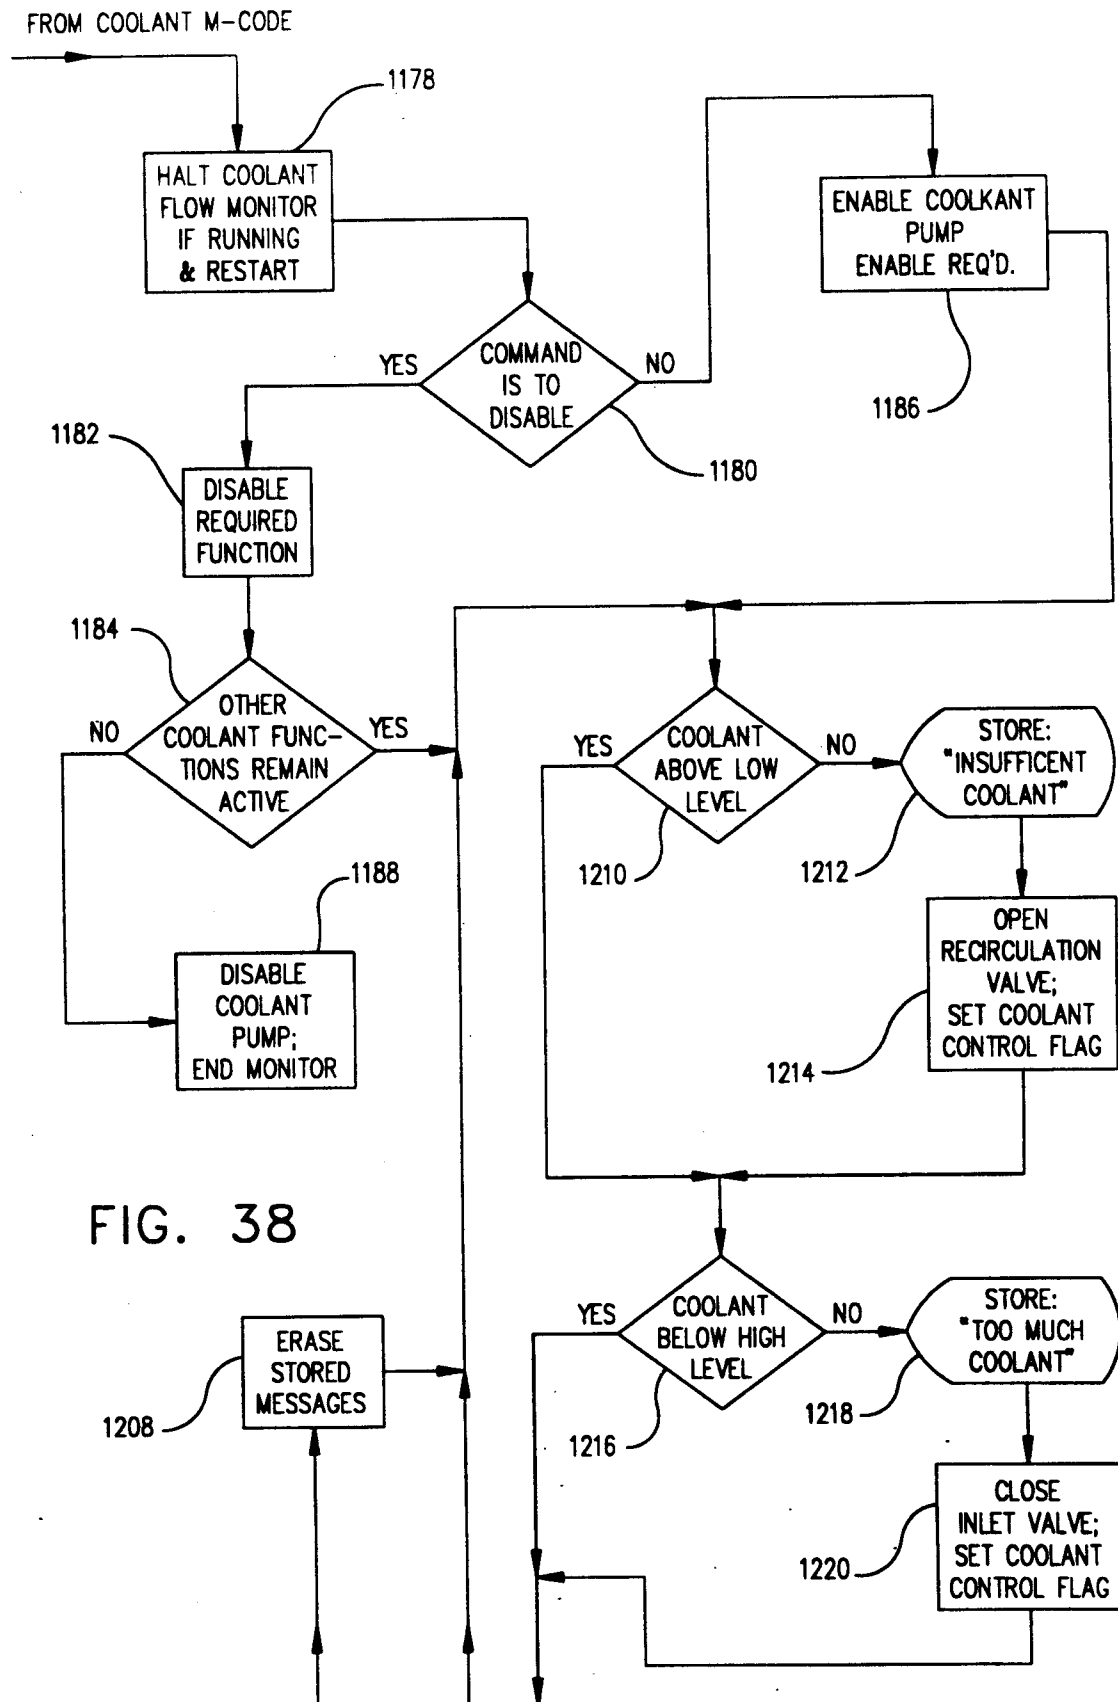 FROM COOLANT M-CODE
1178
HALT COOLANT
FLOW MONITOR
IF RUNNING
& RESTART
ENABLE COOLKANT
PUMP
ENABLE REQ'D.
1186
YES
COMMAND
IS TO
DISABLE
NO
1180
1182
DISABLE
REQUIRED
FUNCTION
1184
NO
OTHER
COOLANT FUNC-
TIONS REMAIN
ACTIVE
YES
1188
DISABLE
COOLANT
PUMP;
END MONITOR
YES
COOLANT
ABOVE LOW
LEVEL
NO
1210
STORE:
"INSUFFICENT
COOLANT"
1212
OPEN
RECIRCULATION
VALVE;
SET COOLANT
CONTROL FLAG
1214
FIG. 38
YES
COOLANT
BELOW HIGH
LEVEL
NO
1216
STORE:
"TOO MUCH
COOLANT"
1218
ERASE
STORED
MESSAGES
1208
CLOSE
INLET VALVE;
SET COOLANT
CONTROL FLAG
1220